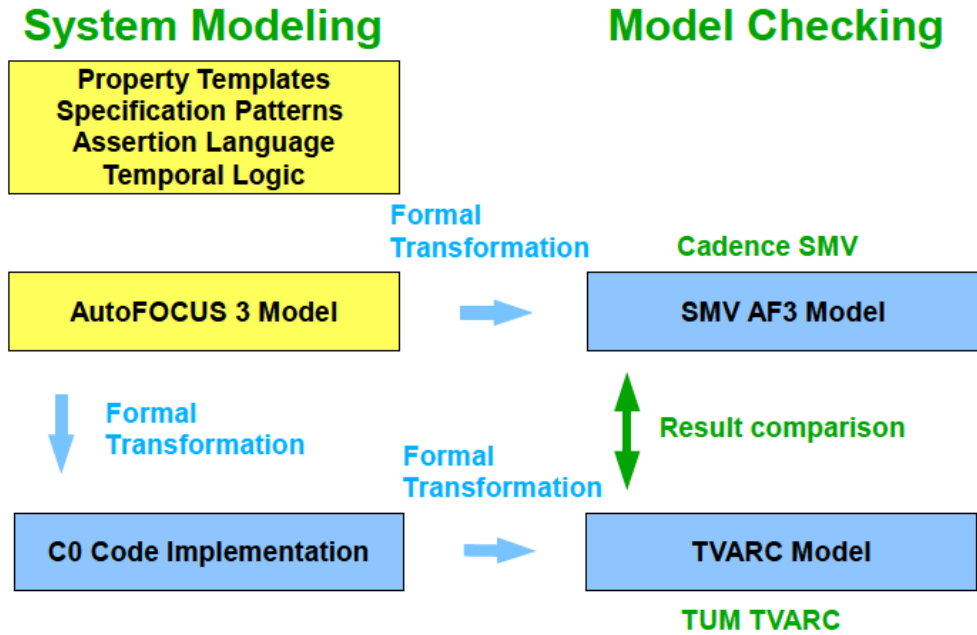 System Modeling
Model Checking
Property Templates
Specification Patterns
Assertion Language
Temporal Logic
Formal
Transformation
Cadence SMV
AutoFOCUS 3 Model
SMV AF3 Model
Formal
Transformation
Result comparison
Formal
Transformation
C0 Code Implementation
TVARC Model
TUM TVARC